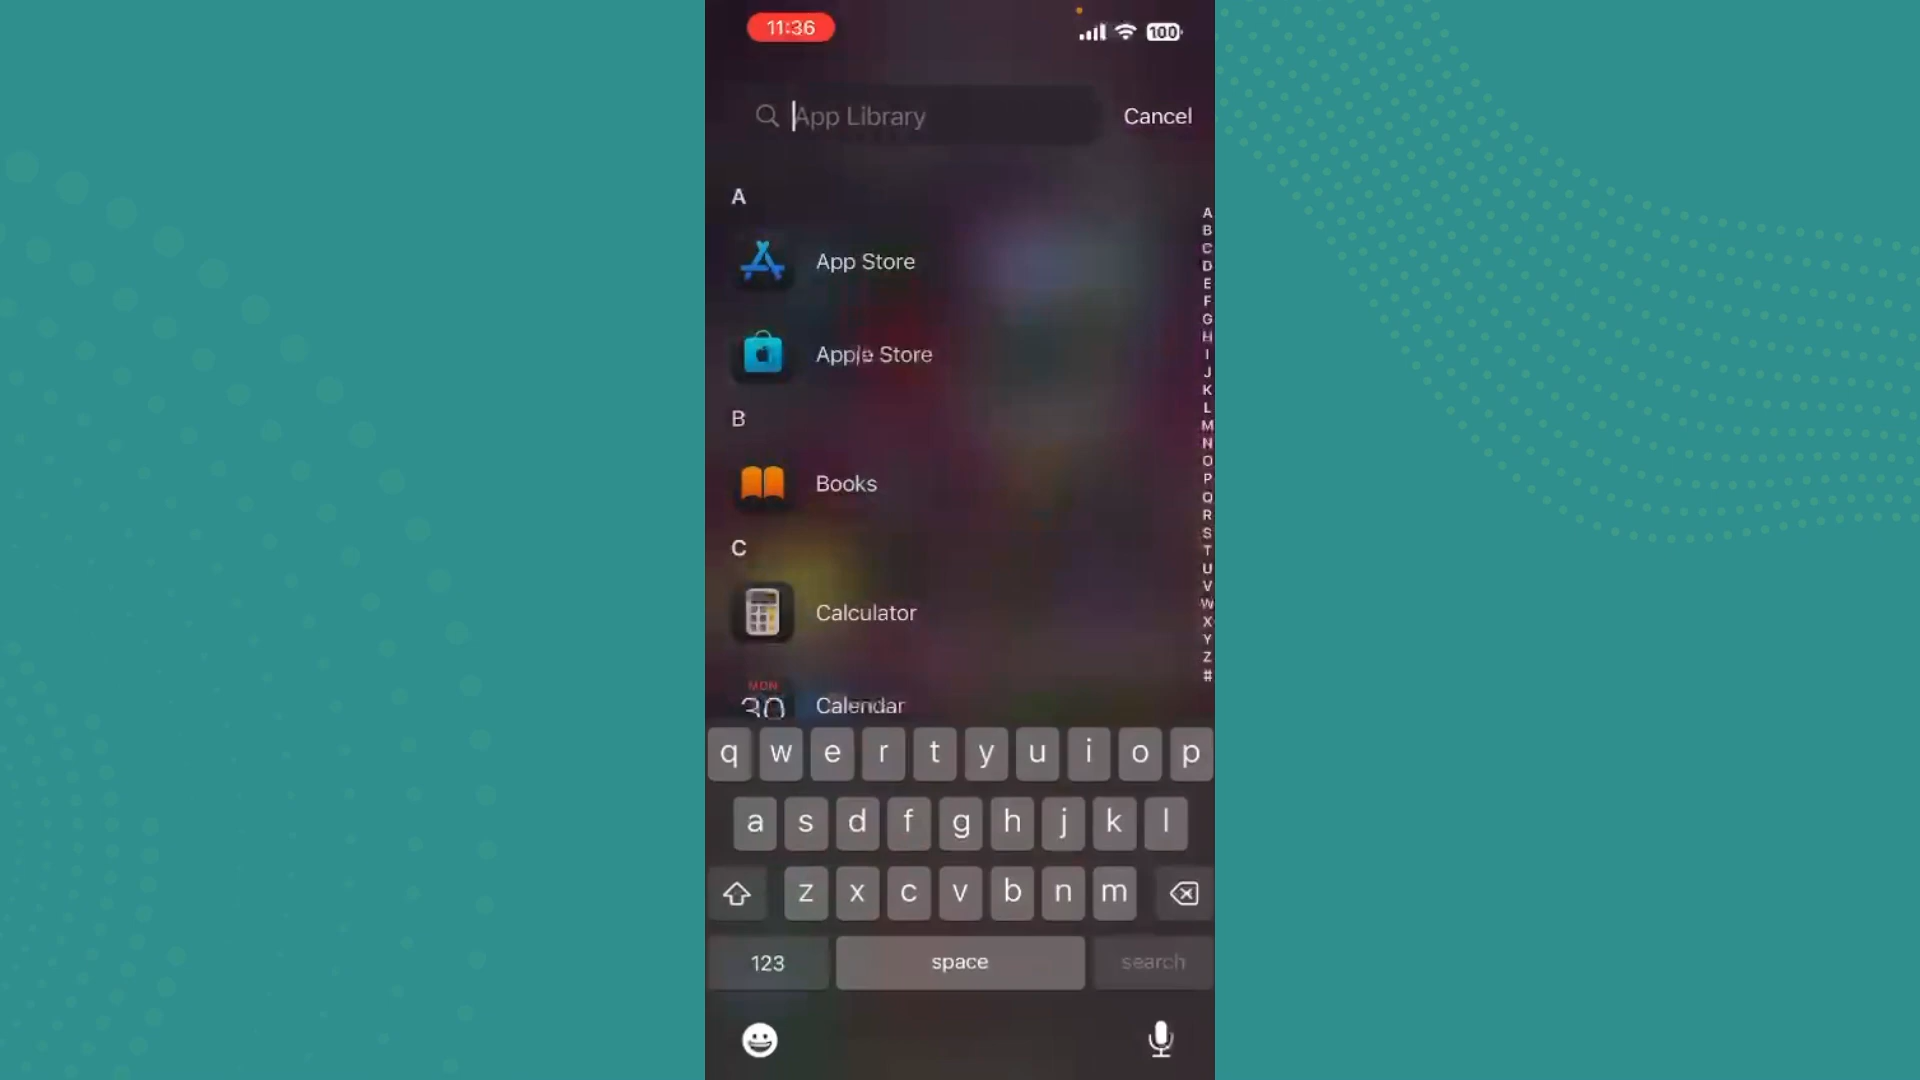 11:36
100
App Library
Cancel
A
App Store
Apple Store
B
Books
C
Calculator
MON
30
Calendar
A
B
C
D
E
F
G
H
I
J
K
L
M
N
O
P
Q
R
S
T
U
V
W
X
Y
Z
#
q w e r t y u i o p
a s d f g h j k l
z x c v b n m
123
space
search